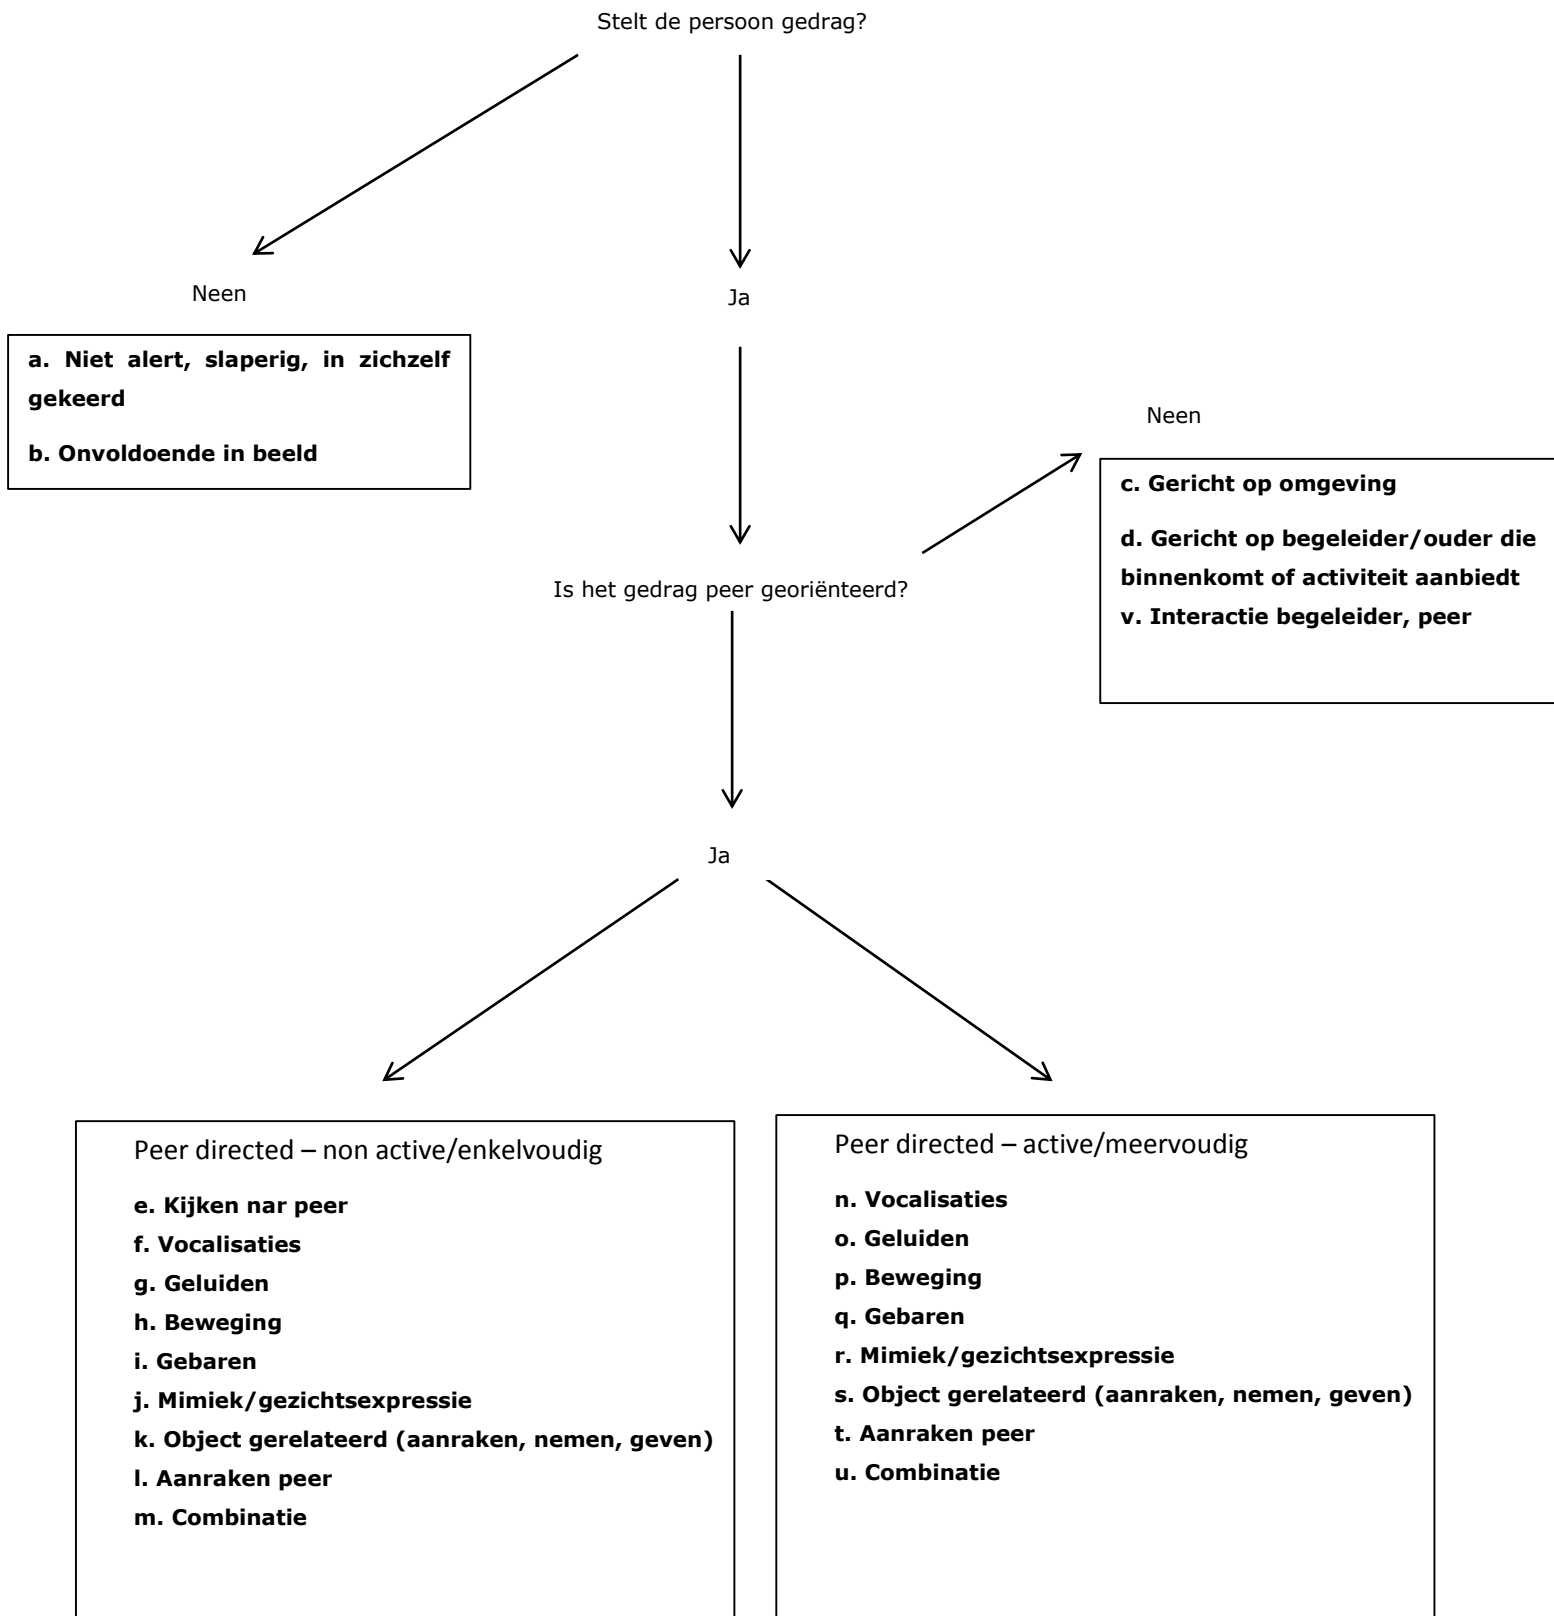 Stelt de persoon gedrag?
Neen
Ja
a. Niet alert, slaperig, in zichzelf
gekeerd
b. Onvoldoende in beeld
Neen
c. Gericht op omgeving
d. Gericht op begeleider/ouder die
binnenkomt of activiteit aanbiedt
v. Interactie begeleider, peer
Is het gedrag peer georiënteerd?
Ja
Peer directed – non active/enkelvoudig
e. Kijken nar peer
f. Vocalisaties
g. Geluiden
h. Beweging
i. Gebaren
j. Mimiek/gezichtsexpressie
k. Object gerelateerd (aanraken, nemen, geven)
l. Aanraken peer
m. Combinatie
Peer directed – active/meervoudig
n. Vocalisaties
o. Geluiden
p. Beweging
q. Gebaren
r. Mimiek/gezichtsexpressie
s. Object gerelateerd (aanraken, nemen, geven)
t. Aanraken peer
u. Combinatie